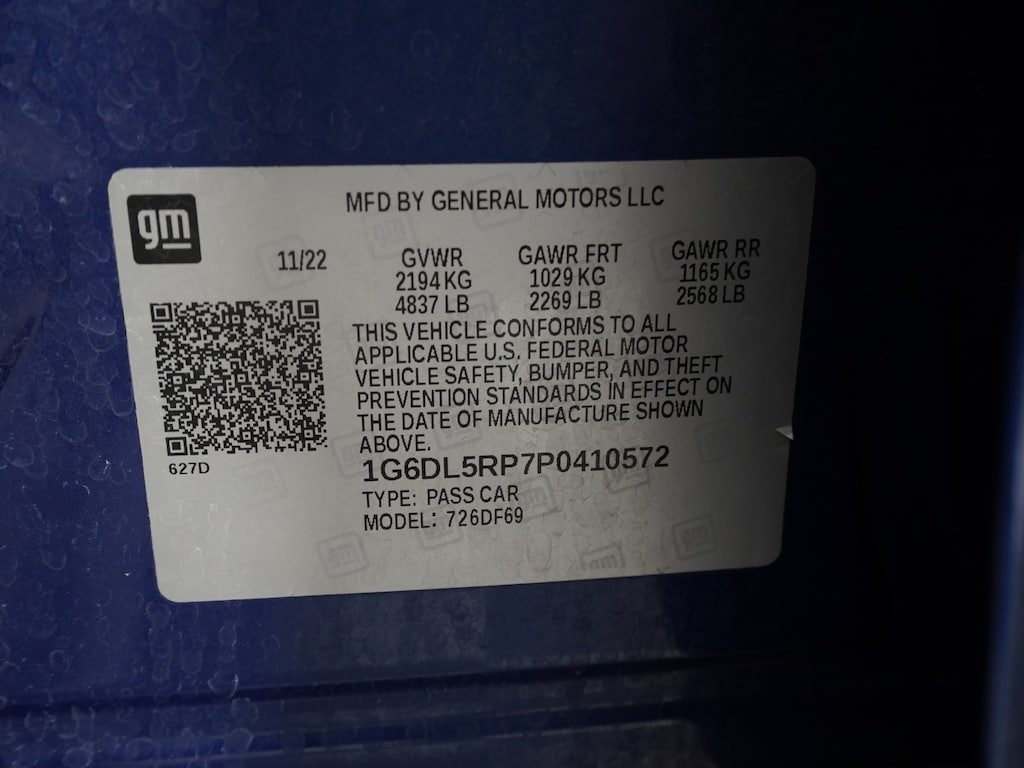 gm
MFD BY GENERAL MOTORS LLC
11/22 GVWR GAWR FRT GAWR RR
2194 KG 1029 KG 1165 KG
4837 LB 2269 LB 2568 LB
THIS VEHICLE CONFORMS TO ALL
APPLICABLE U.S. FEDERAL MOTOR
VEHICLE SAFETY, BUMPER, AND THEFT
PREVENTION STANDARDS IN EFFECT ON
THE DATE OF MANUFACTURE SHOWN
ABOVE.
627D
1G6DL5RP7P0410572
TYPE: PASS CAR
MODEL: 726DF69